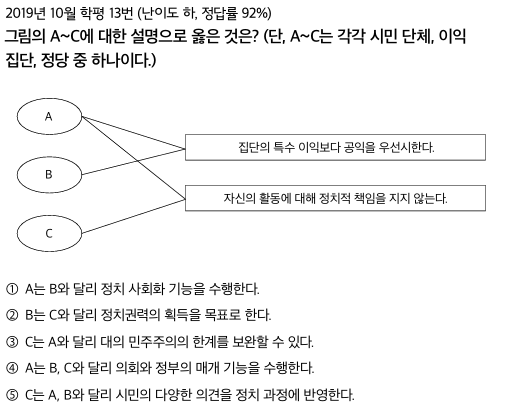 2019년 10월 학평 13번 (난이도 하, 정답률 92%)
그림의 A~C에 대한 설명으로 옳은 것은? (단, A~C는 각각 시민 단체, 이익
집단, 정당 중 하나이다.)
A
집단의 특수 이익보다 공익을 우선시한다.
B
자신의 활동에 대해 정치적 책임을 지지 않는다.
C
① A는 B와 달리 정치 사회화 기능을 수행한다.
② B는 C와 달리 정치권력의 획득을 목표로 한다.
③ C는 A와 달리 대의 민주주의의 한계를 보완할 수 있다.
④ A는 B, C와 달리 의회와 정부의 매개 기능을 수행한다.
⑤ C는 A, B와 달리 시민의 다양한 의견을 정치 과정에 반영한다.